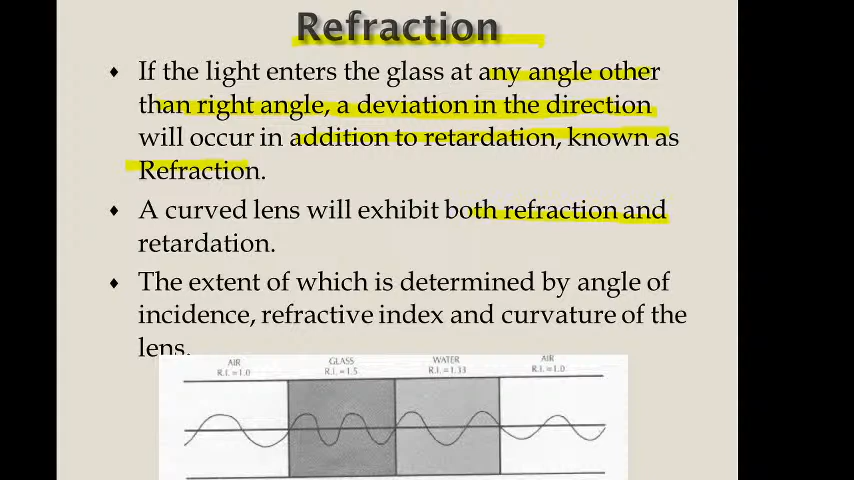 Refraction
♦ If the light enters the glass at any angle other
than right angle, a deviation in the direction
will occur in addition to retardation, known as
Refraction.
♦ A curved lens will exhibit both refraction and
retardation.
♦ The extent of which is determined by angle of
incidence, refractive index and curvature of the
lens.
AIR GLASS WATER AIR
R.I.=1.0 R.I.=1.5 R.I.=1.33 R.I.=1.0